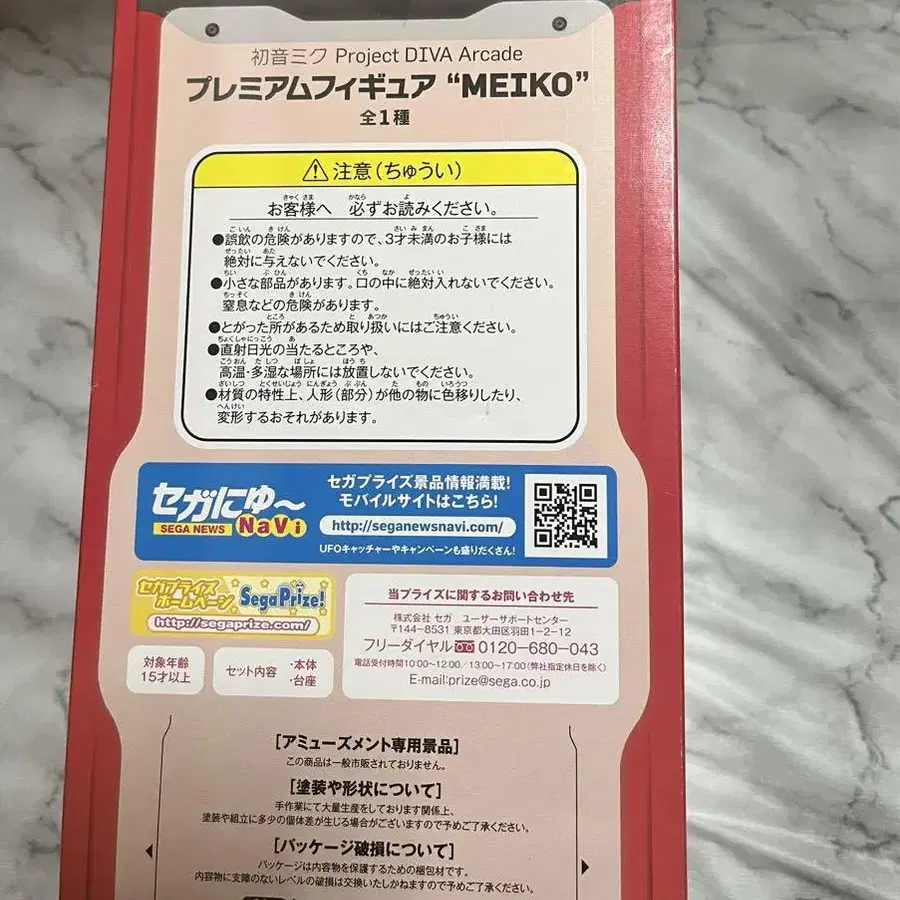 初音ミク Project DIVA Arcade
プレミアムフィギュア “MEIKO”
全1種
注意(ちゅうい)
お客様へ 必ずお読みください。
●誤飲の危険がありますので、3才未満のお子様には
絶対に与えないでください。
●小さな部品があります。口の中に絶対入れないでください。
窒息などの危険があります。
●とがった所があるため取り扱いにはご注意ください。
●直射日光の当たるところや、
高温・多湿な場所には放置しないでください。
●材質の特性上、人形(部分)が他の物に色移りしたり、
変形するおそれがあります。
セガにゅ〜
SEGA NEWS NaVi
セガプライズ景品情報満載!
モバイルサイトはこちら!
http://seganewsnavi.com/
UFOキャッチャーやキャンペーンも盛りだくさん!
セガプライズ
ホームページ
SegaPrize!
http://segaprize.com/
対象年齢
15才以上
セット内容
・本体
・台座
当プライズに関するお問い合わせ先
株式会社 セガ ユーザーサポートセンター
〒144-8531 東京都大田区羽田1-2-12
フリーダイヤル 0120-680-043
電話受付時間 10:00~12:00/13:00~17:00(弊社指定休日を除く)
E-mail:prize@sega.co.jp
[アミューズメント専用景品]
この商品は一般市販されておりません。
[塗装や形状について]
手作業にて大量生産をしております関係上、
塗装や組立に多少の個体差が生じる場合がございますので予めご了承ください。
[パッケージ破損について]
パッケージは内容物を保護するための梱包材です。
内容物に支障のないレベルの破損は交換いたしかねますので予めご了承ください。